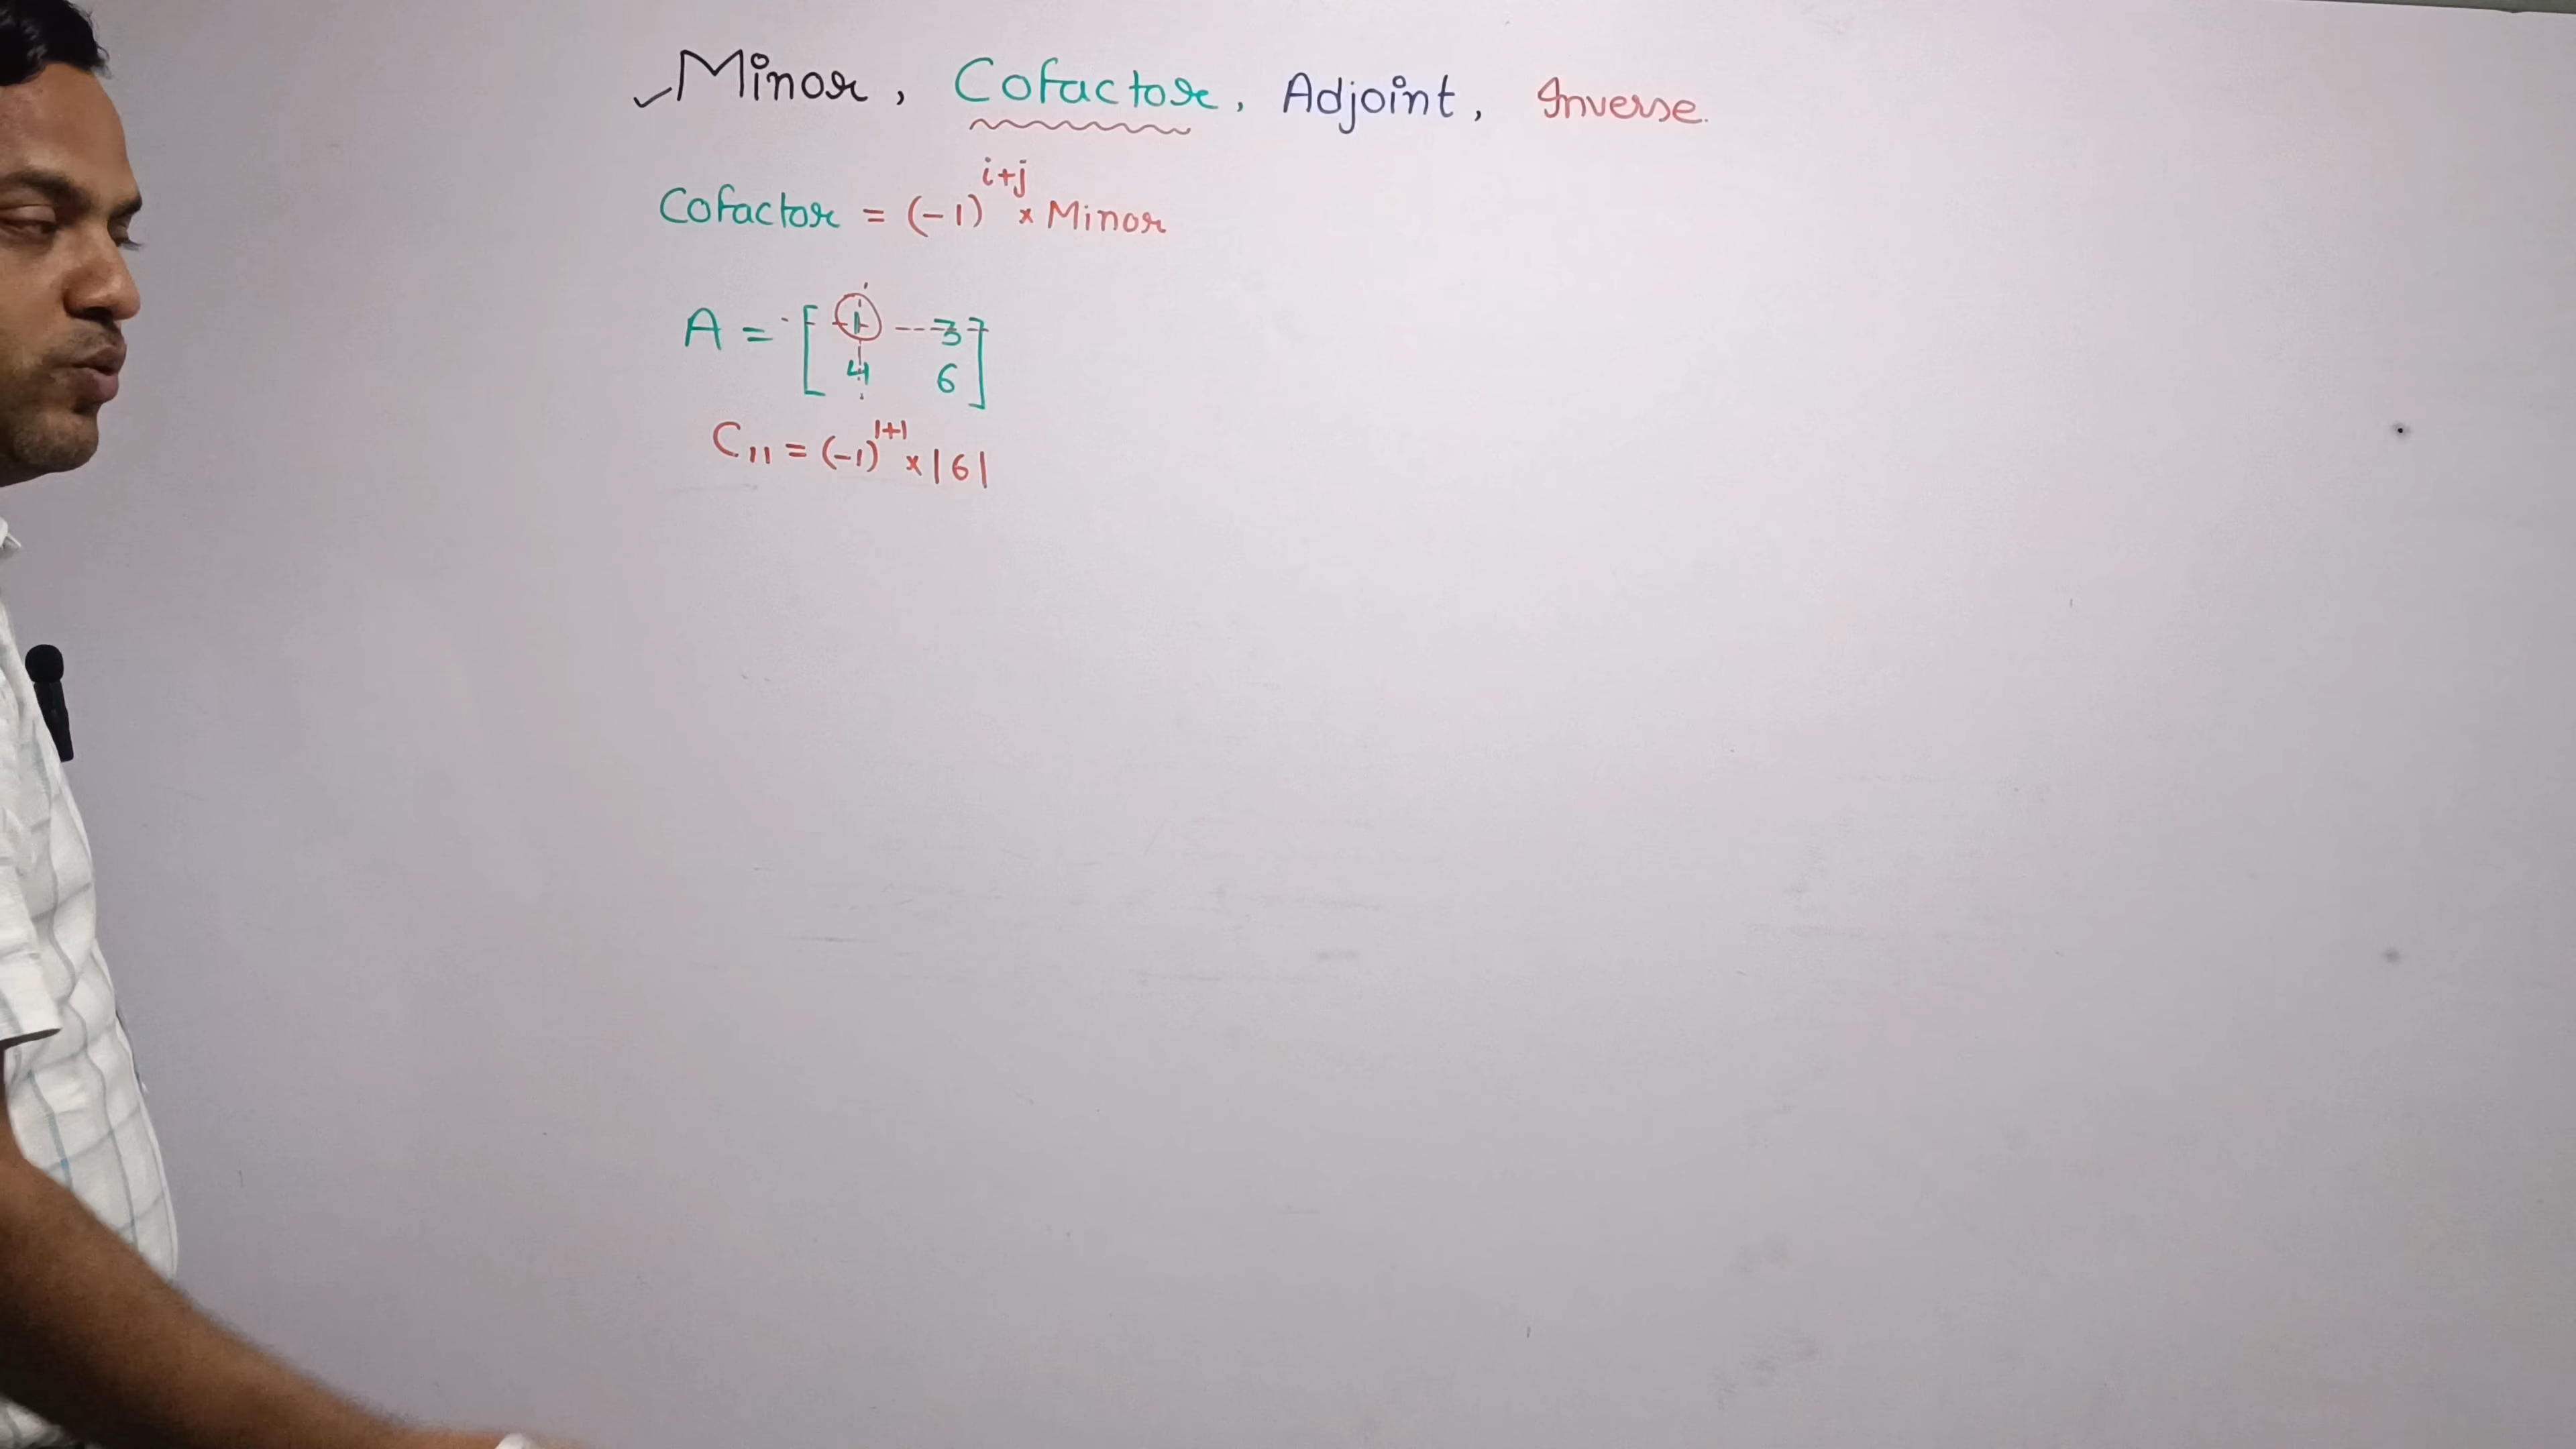 ✓Minor, Cofactor, Adjoint, Inverse.
Cofactor = (-1)^{i+j} × Minor
A = [ 1 3
4 6 ]
C₁₁ = (-1)^{1+1} × |6|